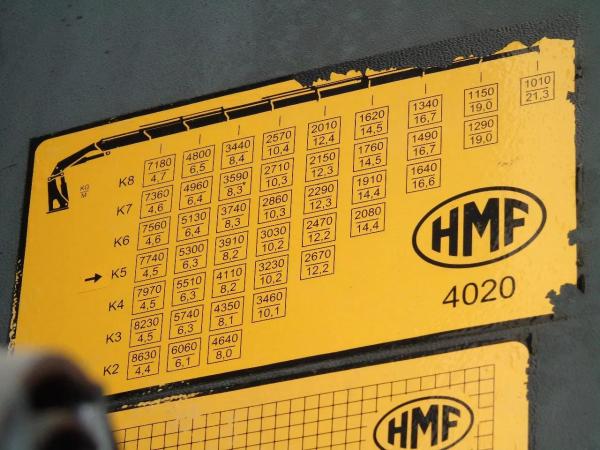 KG
M
K8 7180 4800 3440 2570 2010 1620 1340 1150 1010
4,7 6,5 8,4 10,4 12,4 14,5 16,7 19,0 21,3
K7 7360 4960 3590 2710 2150 1760 1490 1290
4,6 6,4 8,3 10,3 12,3 14,5 16,7 19,0
K6 7560 5130 3740 2860 2290 1910 1640
4,6 6,4 8,3 10,3 12,3 14,4 16,6
K5 7740 5300 3910 3030 2470 2080
4,5 6,3 8,2 10,2 12,2 14,4
K4 7970 5510 4110 3230 2670
4,5 6,3 8,2 10,2 12,2
K3 8230 5740 4350 3460
4,5 6,3 8,1 10,1
K2 8630 6060 4640
4,4 6,1 8,0
HMF
4020
HMF